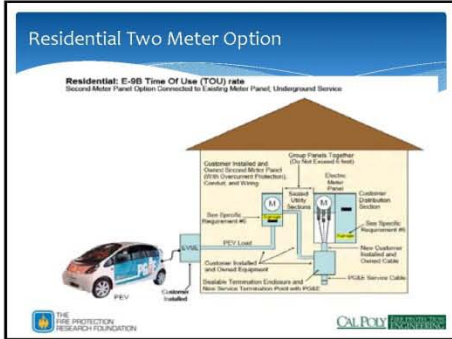 Residential Two Meter Option
Residential: E-9B Time Of Use (TOU) rate
Second Meter Panel Option Connected to Existing Meter Panel; Underground Service
Group Panels Together
(Do Not Exceed 6 feet)
Customer Installed and
Owned Second Meter Panel
(With Overcurrent Protection),
Conduit, and Wiring
Sealed
Utility
Sections
Electric
Meter
Panel
Customer
Distribution
Section
M
M
See Specific
Requirement #6
See Specific
Requirement #6
EVSE
PEV Load
New Customer
Installed and
Owned Cable
Customer Installed
and Owned Equipment
PG&E Service Cable
PEV
Customer
Installed
Sealable Termination Enclosure and
New Service Termination Point with PG&E
THE
FIRE PROTECTION
RESEARCH FOUNDATION
CAL POLY FIRE PROTECTION
ENGINEERING